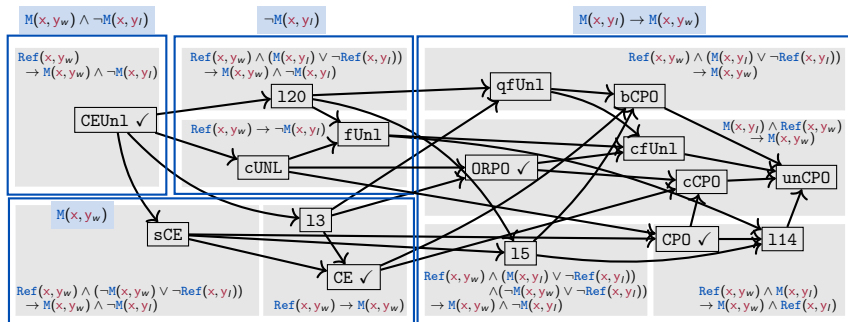 M(x, y_w) ∧ ¬M(x, y_l)
¬M(x, y_l)
M(x, y_l) → M(x, y_w)
Ref(x, y_w)
→ M(x, y_w) ∧ ¬M(x, y_l)
CEUnl ✓
Ref(x, y_w) ∧ (M(x, y_l) ∨ ¬Ref(x, y_l))
→ M(x, y_w) ∧ ¬M(x, y_l)
l20
Ref(x, y_w) → ¬M(x, y_l)
fUnl
cUNL
Ref(x, y_w) ∧ (M(x, y_l) ∨ ¬Ref(x, y_l))
→ M(x, y_w)
qfUnl
bCPO
M(x, y_l) ∧ Ref(x, y_w)
→ M(x, y_w)
cfUnl
ORPO ✓
cCPO
unCPO
M(x, y_w)
sCE
l3
CE ✓
l5
CPO ✓
l14
Ref(x, y_w) ∧ (¬M(x, y_w) ∨ ¬Ref(x, y_l))
→ M(x, y_w) ∧ ¬M(x, y_l)
Ref(x, y_w) → M(x, y_w)
Ref(x, y_w) ∧ (M(x, y_l) ∨ ¬Ref(x, y_l))
∧(¬M(x, y_w) ∨ ¬Ref(x, y_l))
→ M(x, y_w) ∧ ¬M(x, y_l)
Ref(x, y_w) ∧ M(x, y_l)
→ M(x, y_w) ∧ Ref(x, y_l)